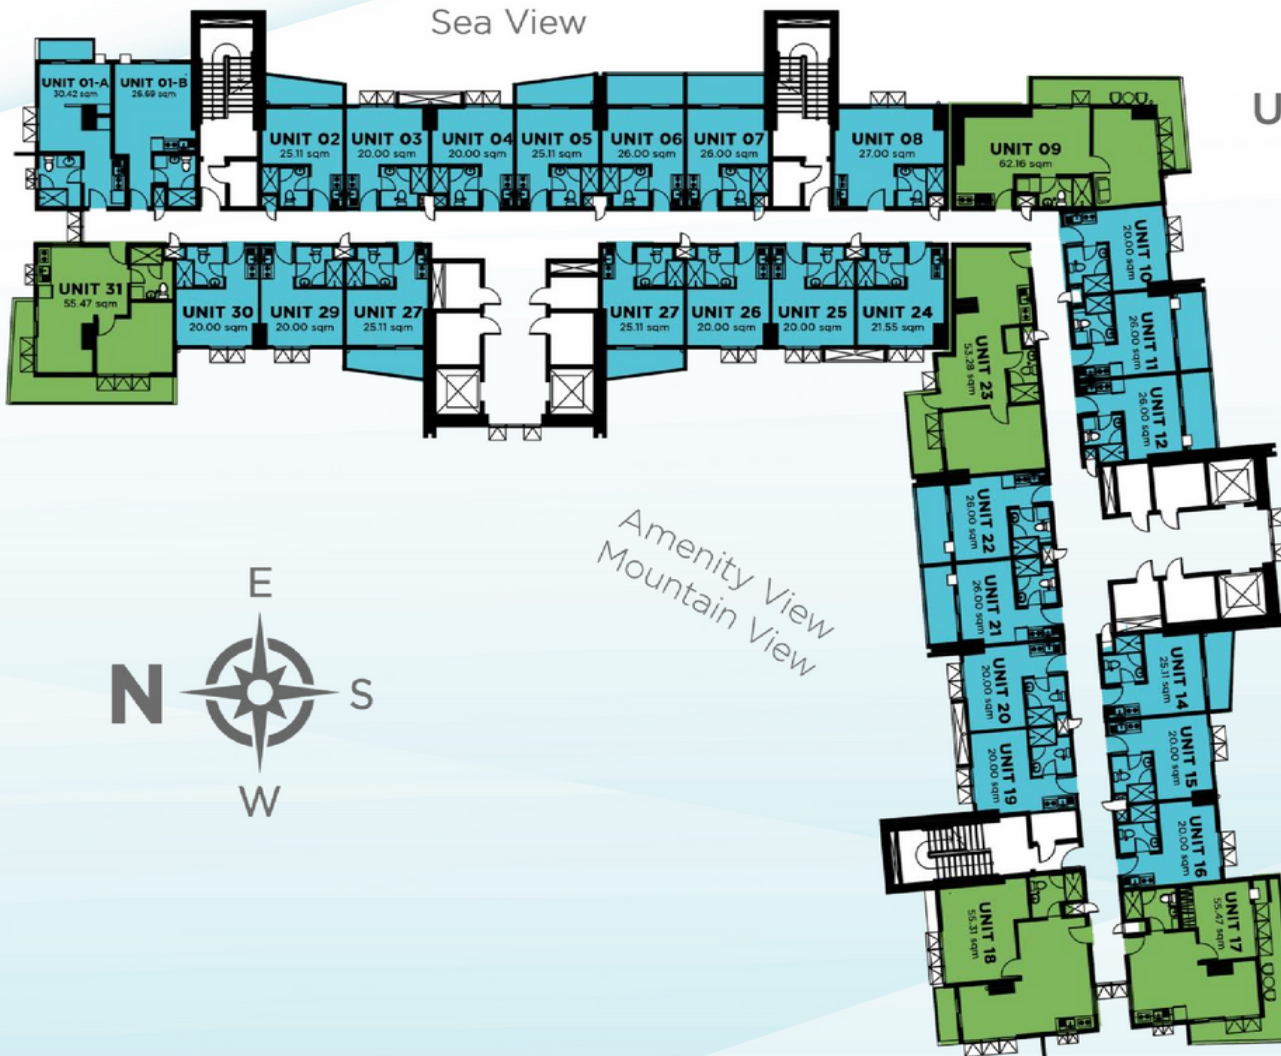 Sea View
U
UNIT 01-A
30.42 sqm
UNIT 01-B
26.69 sqm
UNIT 02
25.11 sqm
UNIT 03
20.00 sqm
UNIT 04
20.00 sqm
UNIT 05
25.11 sqm
UNIT 06
26.00 sqm
UNIT 07
26.00 sqm
UNIT 08
27.00 sqm
UNIT 09
62.16 sqm
UNIT 10
20.00 sqm
UNIT 11
26.00 sqm
UNIT 12
26.00 sqm
UNIT 31
55.47 sqm
UNIT 30
20.00 sqm
UNIT 29
20.00 sqm
UNIT 27
25.11 sqm
UNIT 27
25.11 sqm
UNIT 26
20.00 sqm
UNIT 25
20.00 sqm
UNIT 24
21.55 sqm
UNIT 23
53.28 sqm
UNIT 22
26.00 sqm
UNIT 21
26.00 sqm
UNIT 20
20.00 sqm
UNIT 19
20.00 sqm
UNIT 14
25.11 sqm
UNIT 15
20.00 sqm
UNIT 16
20.00 sqm
UNIT 18
55.31 sqm
UNIT 17
55.47 sqm
Amenity View
Mountain View
E
N
S
W